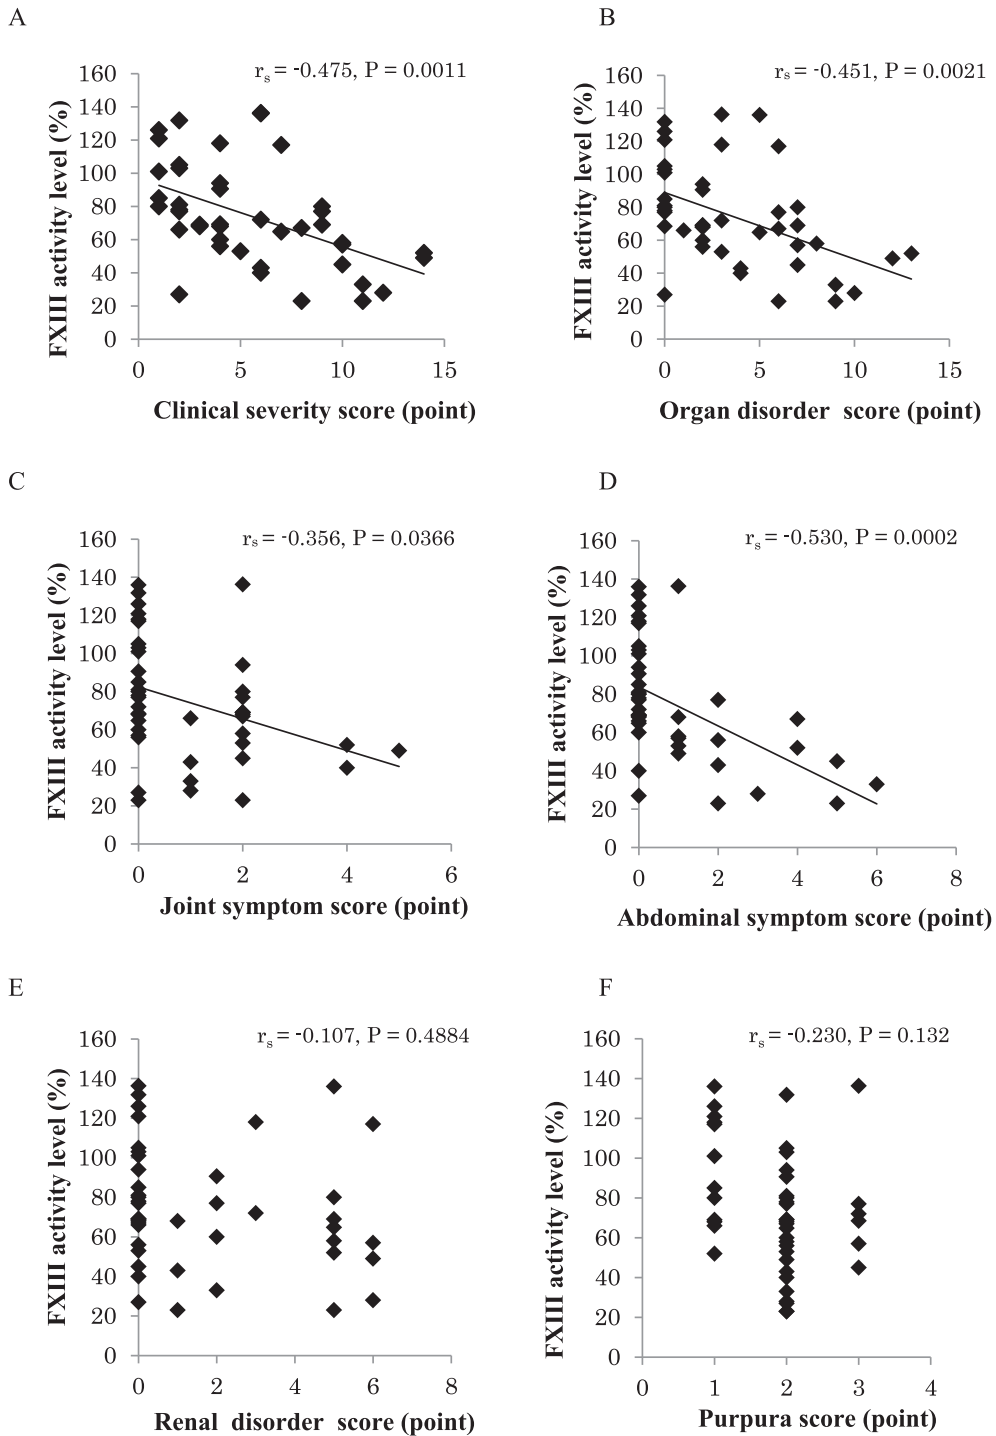 A
rs = -0.475, P = 0.0011
FXIII activity level (%)
160
140
120
100
80
60
40
20
0
0 5 10 15
Clinical severity score (point)
B
rs = -0.451, P = 0.0021
FXIII activity level (%)
160
140
120
100
80
60
40
20
0
0 5 10 15
Organ disorder score (point)
C
rs = -0.356, P = 0.0366
FXIII activity level (%)
160
140
120
100
80
60
40
20
0
0 2 4 6
Joint symptom score (point)
D
rs = -0.530, P = 0.0002
FXIII activity level (%)
160
140
120
100
80
60
40
20
0
0 2 4 6 8
Abdominal symptom score (point)
E
rs = -0.107, P = 0.4884
FXIII activity level (%)
160
140
120
100
80
60
40
20
0
0 2 4 6 8
Renal disorder score (point)
F
rs = -0.230, P = 0.132
FXIII activity level (%)
160
140
120
100
80
60
40
20
0
0 1 2 3 4
Purpura score (point)